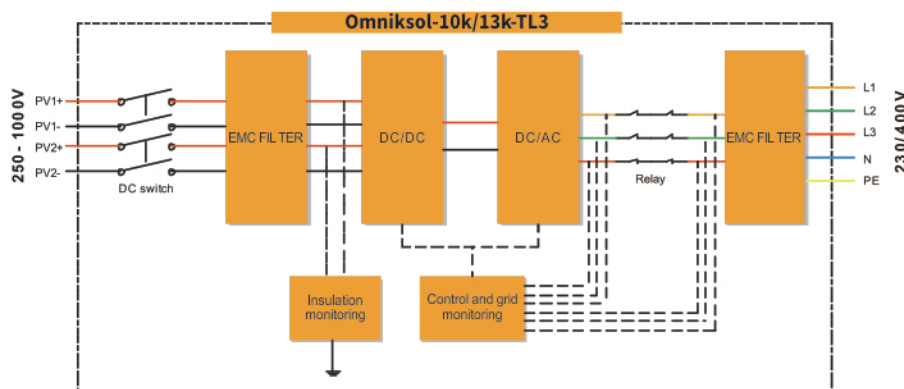 Omniksol-10k/13k-TL3
250 - 1000V
PV1+
PV1-
PV2+
PV2-
DC switch
EMC FILTER
DC/DC
DC/AC
Relay
EMC FILTER
L1
L2
L3
N
PE
230/400V
Insulation
monitoring
Control and grid
monitoring